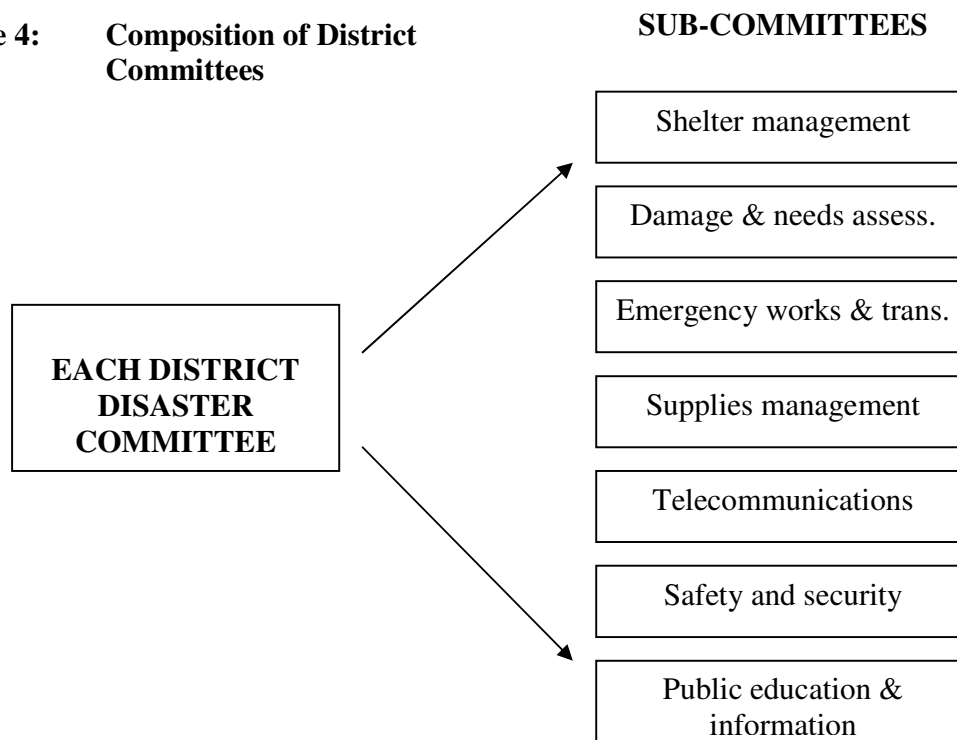 e 4: Composition of District
Committees
SUB-COMMITTEES
Shelter management
Damage & needs assess.
Emergency works & trans.
EACH DISTRICT
DISASTER
COMMITTEE
Supplies management
Telecommunications
Safety and security
Public education &
information